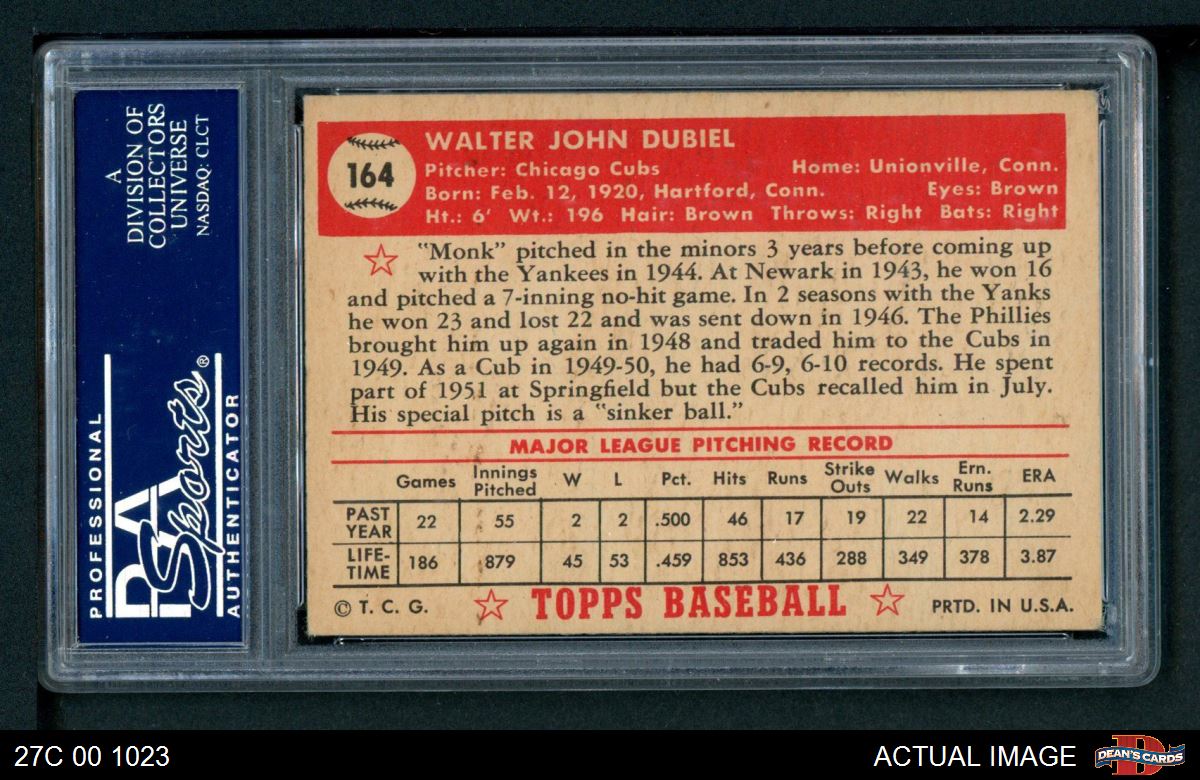 A
DIVISION OF
COLLECTORS
UNIVERSE
NASDAQ: CLCT
PROFESSIONAL
PSA
Sports®
AUTHENTICATOR
164
WALTER JOHN DUBIEL
Pitcher: Chicago Cubs Home: Unionville, Conn.
Born: Feb. 12, 1920, Hartford, Conn. Eyes: Brown
Ht.: 6' Wt.: 196 Hair: Brown Throws: Right Bats: Right
"Monk" pitched in the minors 3 years before coming up
with the Yankees in 1944. At Newark in 1943, he won 16
and pitched a 7-inning no-hit game. In 2 seasons with the Yanks
he won 23 and lost 22 and was sent down in 1946. The Phillies
brought him up again in 1948 and traded him to the Cubs in
1949. As a Cub in 1949-50, he had 6-9, 6-10 records. He spent
part of 1951 at Springfield but the Cubs recalled him in July.
His special pitch is a "sinker ball."
MAJOR LEAGUE PITCHING RECORD
Games Innings Pitched W L Pct. Hits Runs Strike Outs Walks Ern. Runs ERA
PAST YEAR 22 55 2 2 .500 46 17 19 22 14 2.29
LIFE-TIME 186 879 45 53 .459 853 436 288 349 378 3.87
© T. C. G. TOPPS BASEBALL PRTD. IN U.S.A.
27C 00 1023 ACTUAL IMAGE D DEAN'S CARDS